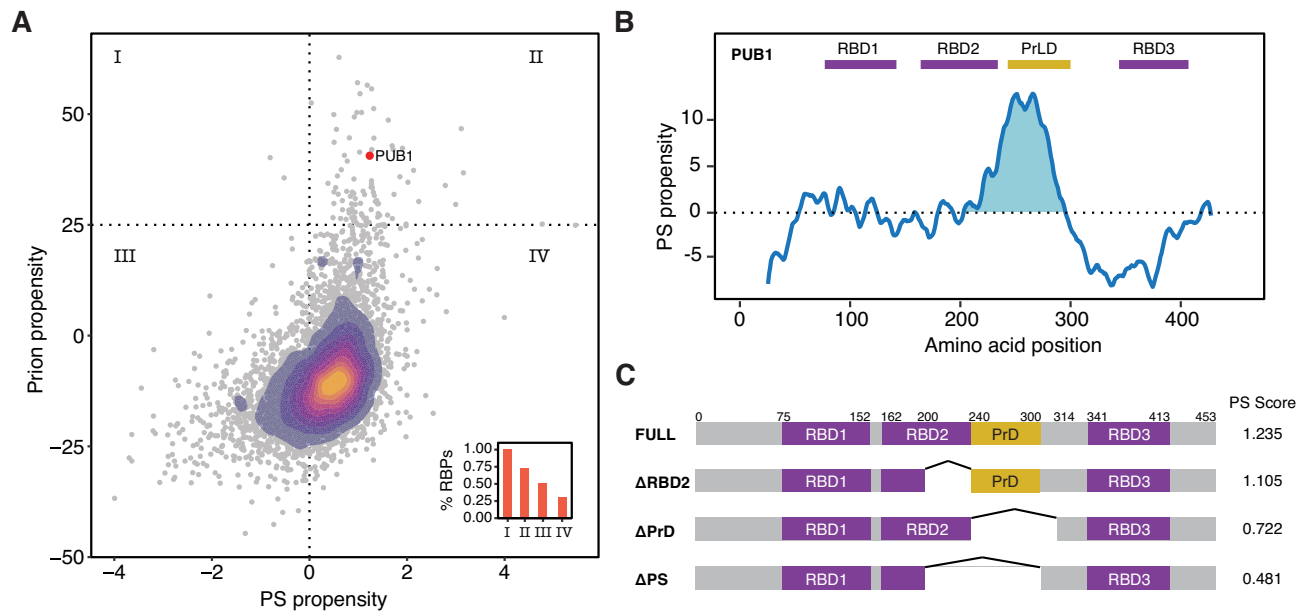 A
I
II
PUB1
III
IV
Prion propensity
50
25
0
−25
−50
−4
−2
0
2
4
PS propensity
% RBPs
1.00
0.75
0.50
0.25
0.00
I II III IV
B
PUB1
RBD1
RBD2
PrLD
RBD3
PS propensity
10
5
0
-5
0
100
200
300
400
Amino acid position
C
PS Score
0 75 152 162 200 240 300 314 341 413 453
FULL RBD1 RBD2 PrD RBD3 1.235
ΔRBD2 RBD1 PrD RBD3 1.105
ΔPrD RBD1 RBD2 RBD3 0.722
ΔPS RBD1 RBD3 0.481